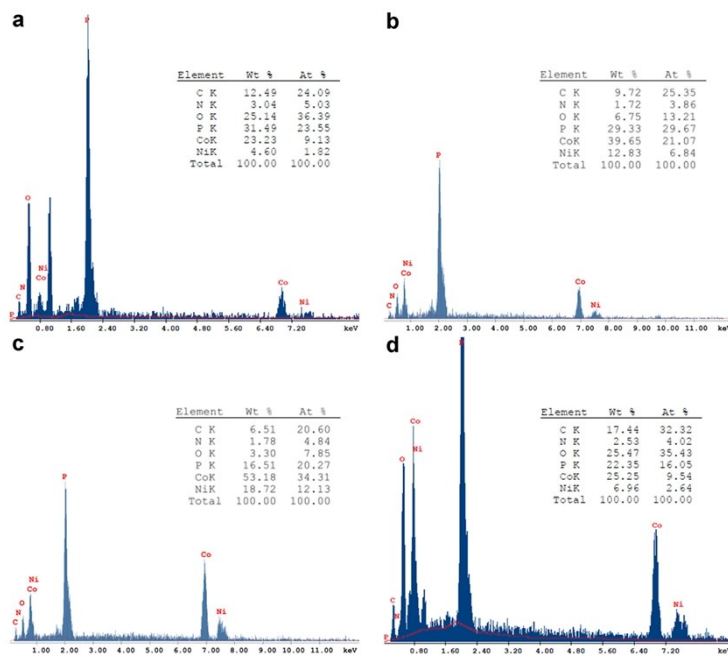 a
P
Element Wt % At %
C K 12.49 24.09
N K 3.04 5.03
O K 25.14 36.39
P K 31.49 23.55
CoK 23.23 9.13
NiK 4.60 1.82
Total 100.00 100.00
O
N
C
P
Ni
Co
Co
Ni
0.80 1.60 2.40 3.20 4.00 4.80 5.60 6.40 7.20 keV
b
Element Wt % At %
C K 9.72 25.35
N K 1.72 3.86
O K 6.75 13.21
P K 29.33 29.67
CoK 39.65 21.07
NiK 12.83 6.84
Total 100.00 100.00
P
Ni
Co
O
N
C
Co
Ni
1.00 2.00 3.00 4.00 5.00 6.00 7.00 8.00 9.00 10.00 11.00 keV
c
Element Wt % At %
C K 6.51 20.60
N K 1.78 4.84
O K 3.30 7.85
P K 16.51 20.27
CoK 53.18 34.31
NiK 18.72 12.13
Total 100.00 100.00
P
Ni
Co
O
N
C
Co
Ni
1.00 2.00 3.00 4.00 5.00 6.00 7.00 8.00 9.00 10.00 11.00 keV
d
Element Wt % At %
C K 17.44 32.32
N K 2.53 4.02
O K 25.47 35.43
P K 22.35 16.05
CoK 25.25 9.54
NiK 6.96 2.64
Total 100.00 100.00
Co
Ni
O
C
N
P
Co
Ni
0.80 1.60 2.40 3.20 4.00 4.80 5.60 6.40 7.20 keV